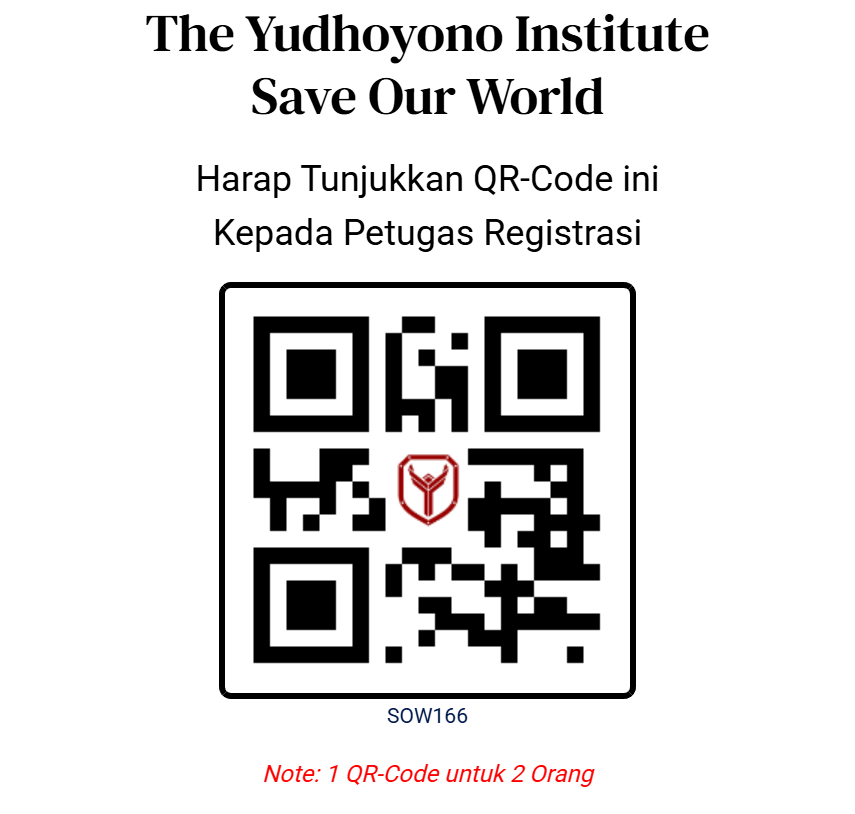 The Yudhoyono Institute
Save Our World
Harap Tunjukkan QR-Code ini
Kepada Petugas Registrasi
SOW166
Note: 1 QR-Code untuk 2 Orang